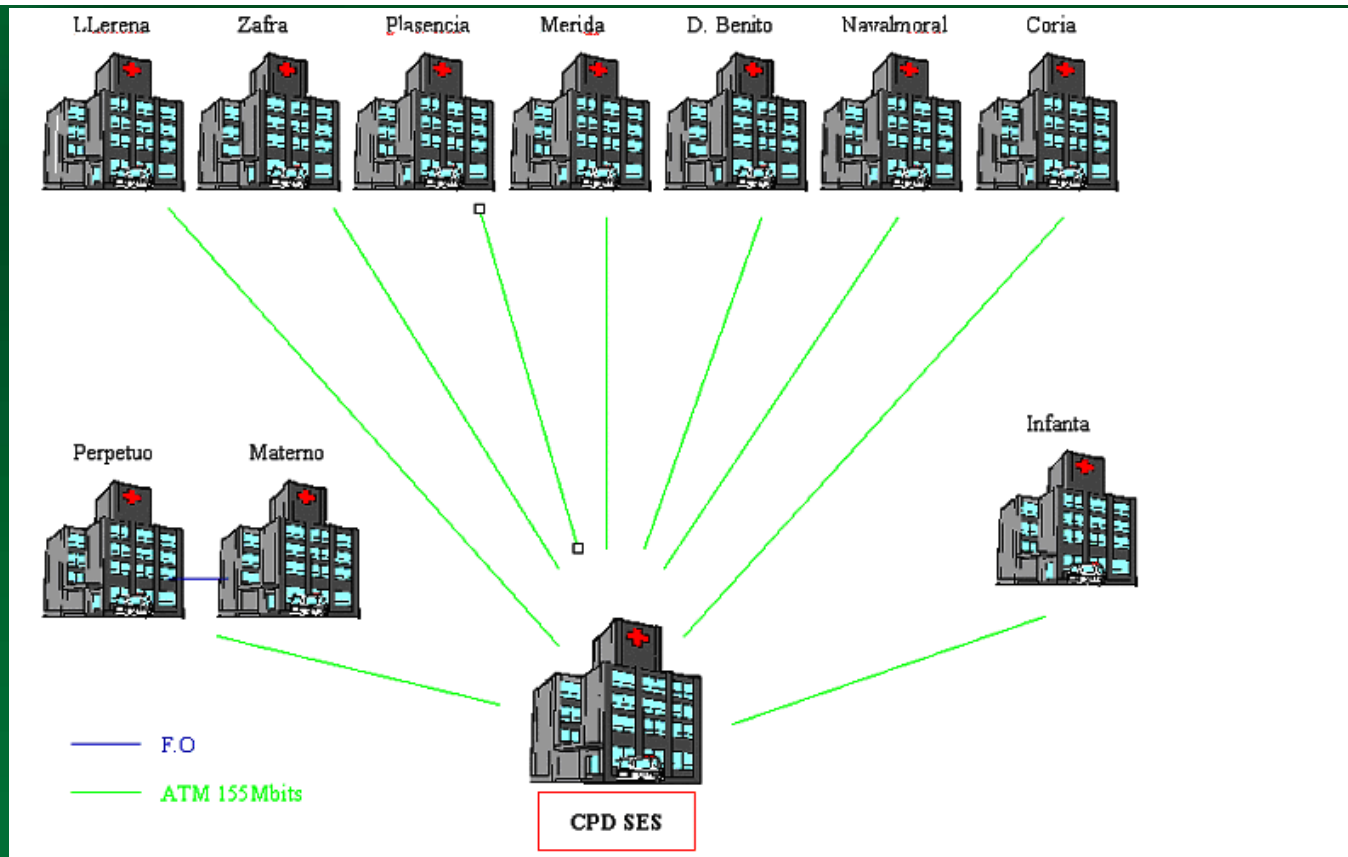 LLerena
Zafra
Plasencia
Merida
D. Benito
Navalmoral
Coria
Infanta
Perpetuo
Materno
F.O
ATM 155Mbits
CPD SES